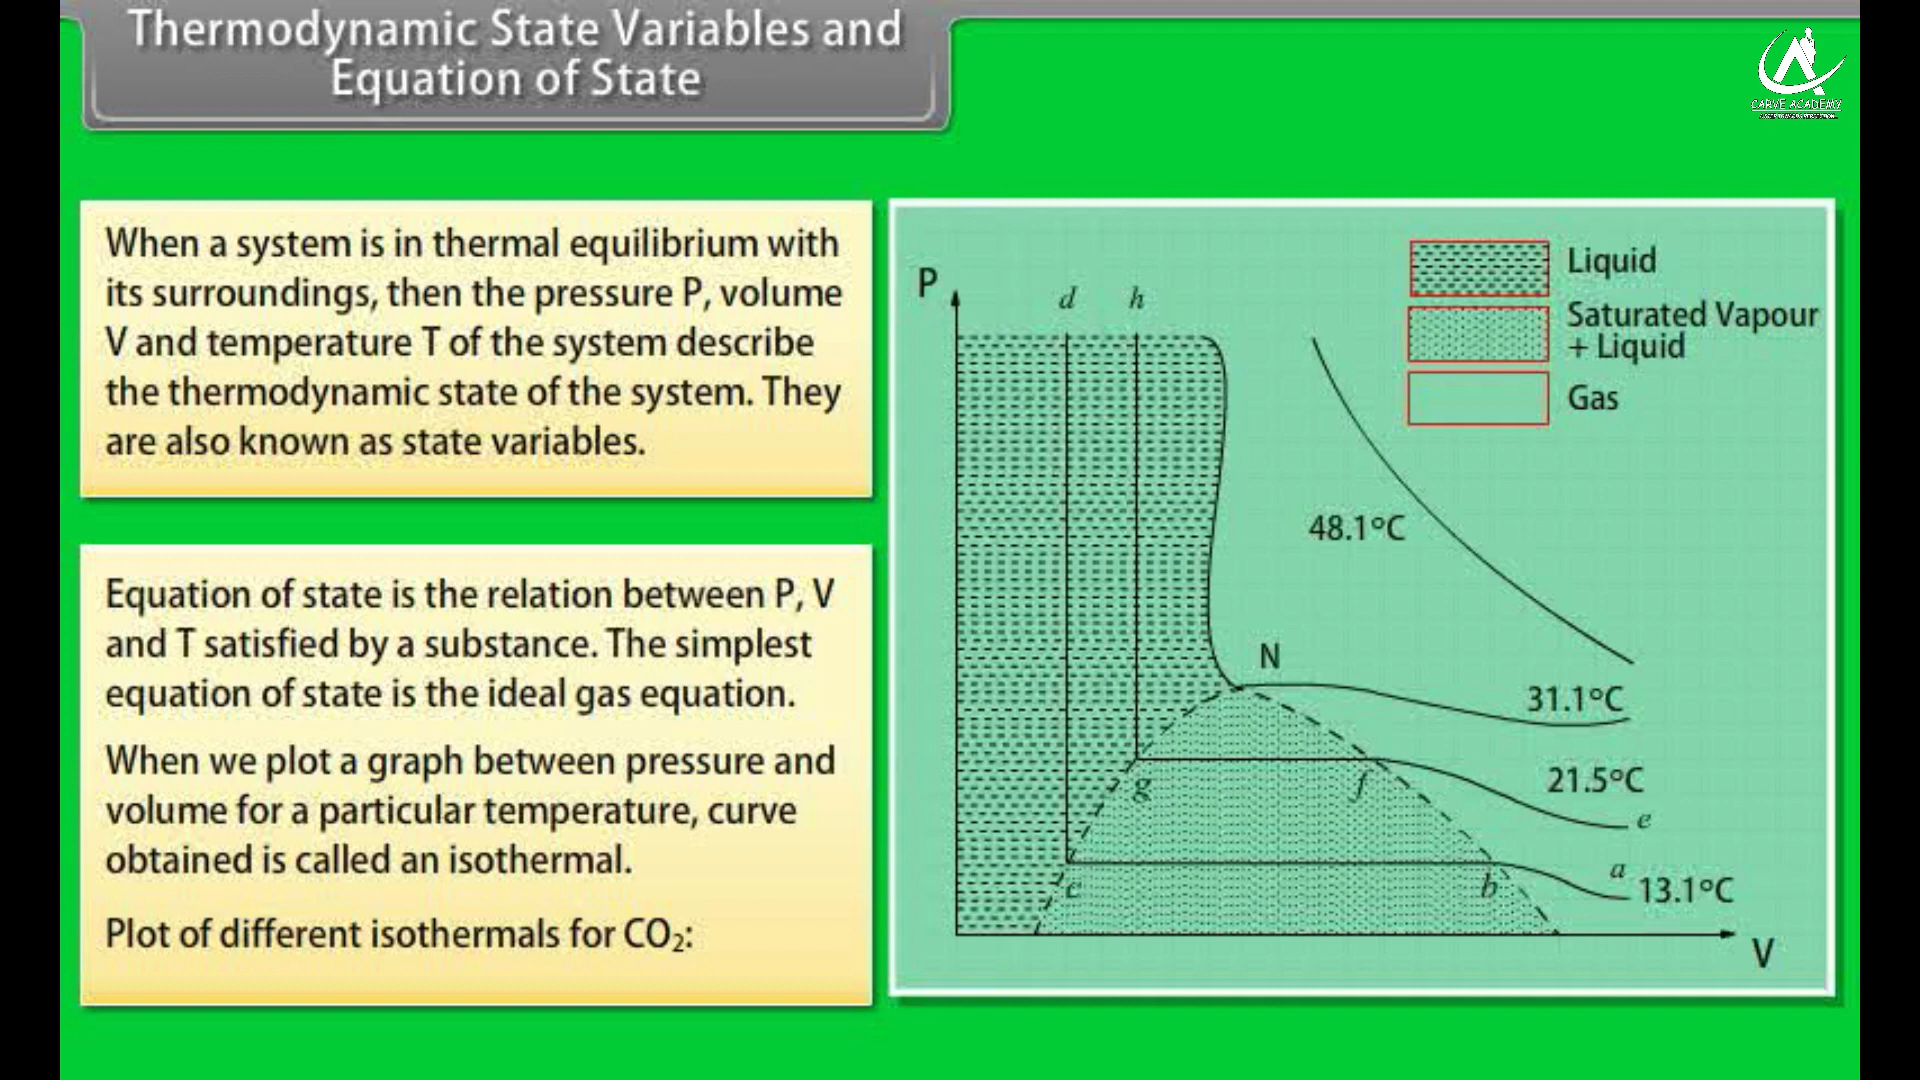 Thermodynamic State Variables and
Equation of State
CARVE ACADEMY
When a system is in thermal equilibrium with
its surroundings, then the pressure P, volume
V and temperature T of the system describe
the thermodynamic state of the system. They
are also known as state variables.
Equation of state is the relation between P, V
and T satisfied by a substance. The simplest
equation of state is the ideal gas equation.
When we plot a graph between pressure and
volume for a particular temperature, curve
obtained is called an isothermal.
Plot of different isothermals for CO₂:
Liquid
Saturated Vapour
+ Liquid
Gas
P
d h
48.1°C
N
31.1°C
21.5°C
g f
e
a
c b
13.1°C
V